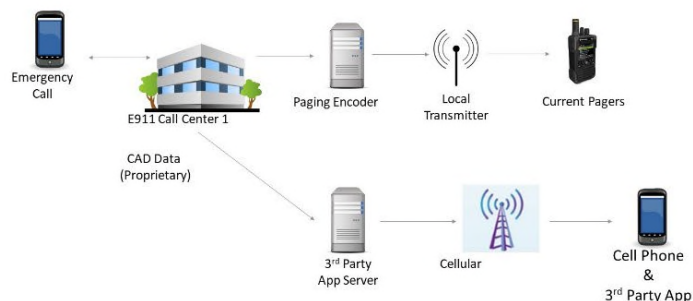 Emergency
Call
E911 Call Center 1
Paging Encoder
Local
Transmitter
Current Pagers
CAD Data
(Proprietary)
3rd Party
App Server
Cellular
Cell Phone
&
3rd Party App